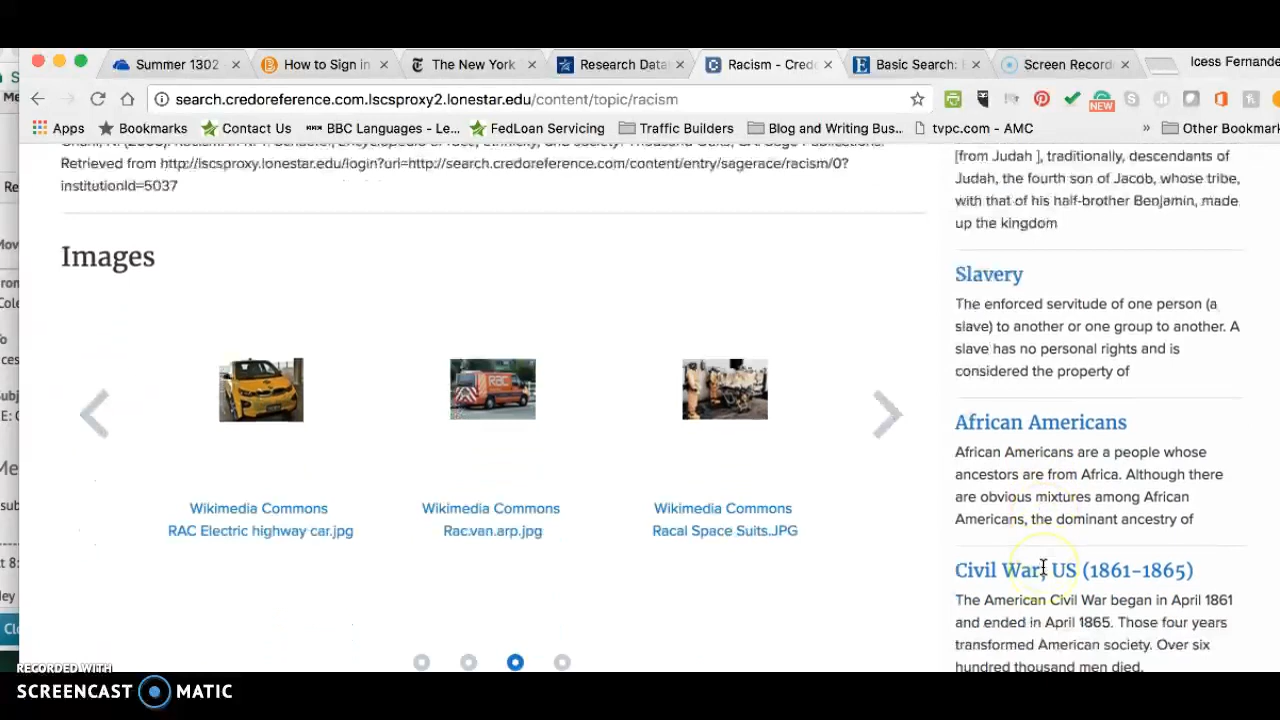 Summer 1302
How to Sign in
The New York
Research Data
Racism - Cred
Basic Search:
Screen Record
Icess Fernande
search.credoreference.com.lscsproxy2.lonestar.edu/content/topic/racism
Apps Bookmarks Contact Us BBC Languages - Le... FedLoan Servicing Traffic Builders Blog and Writing Bus... tvpc.com - AMC » Other Bookmar
NEW
Retrieved from http://lscsproxy.lonestar.edu/login?url=http://search.credoreference.com/content/entry/sagerace/racism/0?
institutionId=5037
Images
Wikimedia Commons
RAC Electric highway car.jpg
Wikimedia Commons
Rac.van.arp.jpg
Wikimedia Commons
Racal Space Suits.JPG
[from Judah ], traditionally, descendants of
Judah, the fourth son of Jacob, whose tribe,
with that of his half-brother Benjamin, made
up the kingdom
Slavery
The enforced servitude of one person (a
slave) to another or one group to another. A
slave has no personal rights and is
considered the property of
African Americans
African Americans are a people whose
ancestors are from Africa. Although there
are obvious mixtures among African
Americans, the dominant ancestry of
Civil War, US (1861-1865)
The American Civil War began in April 1861
and ended in April 1865. Those four years
transformed American society. Over six
hundred thousand men died.
RECORDED WITH
SCREENCAST MATIC